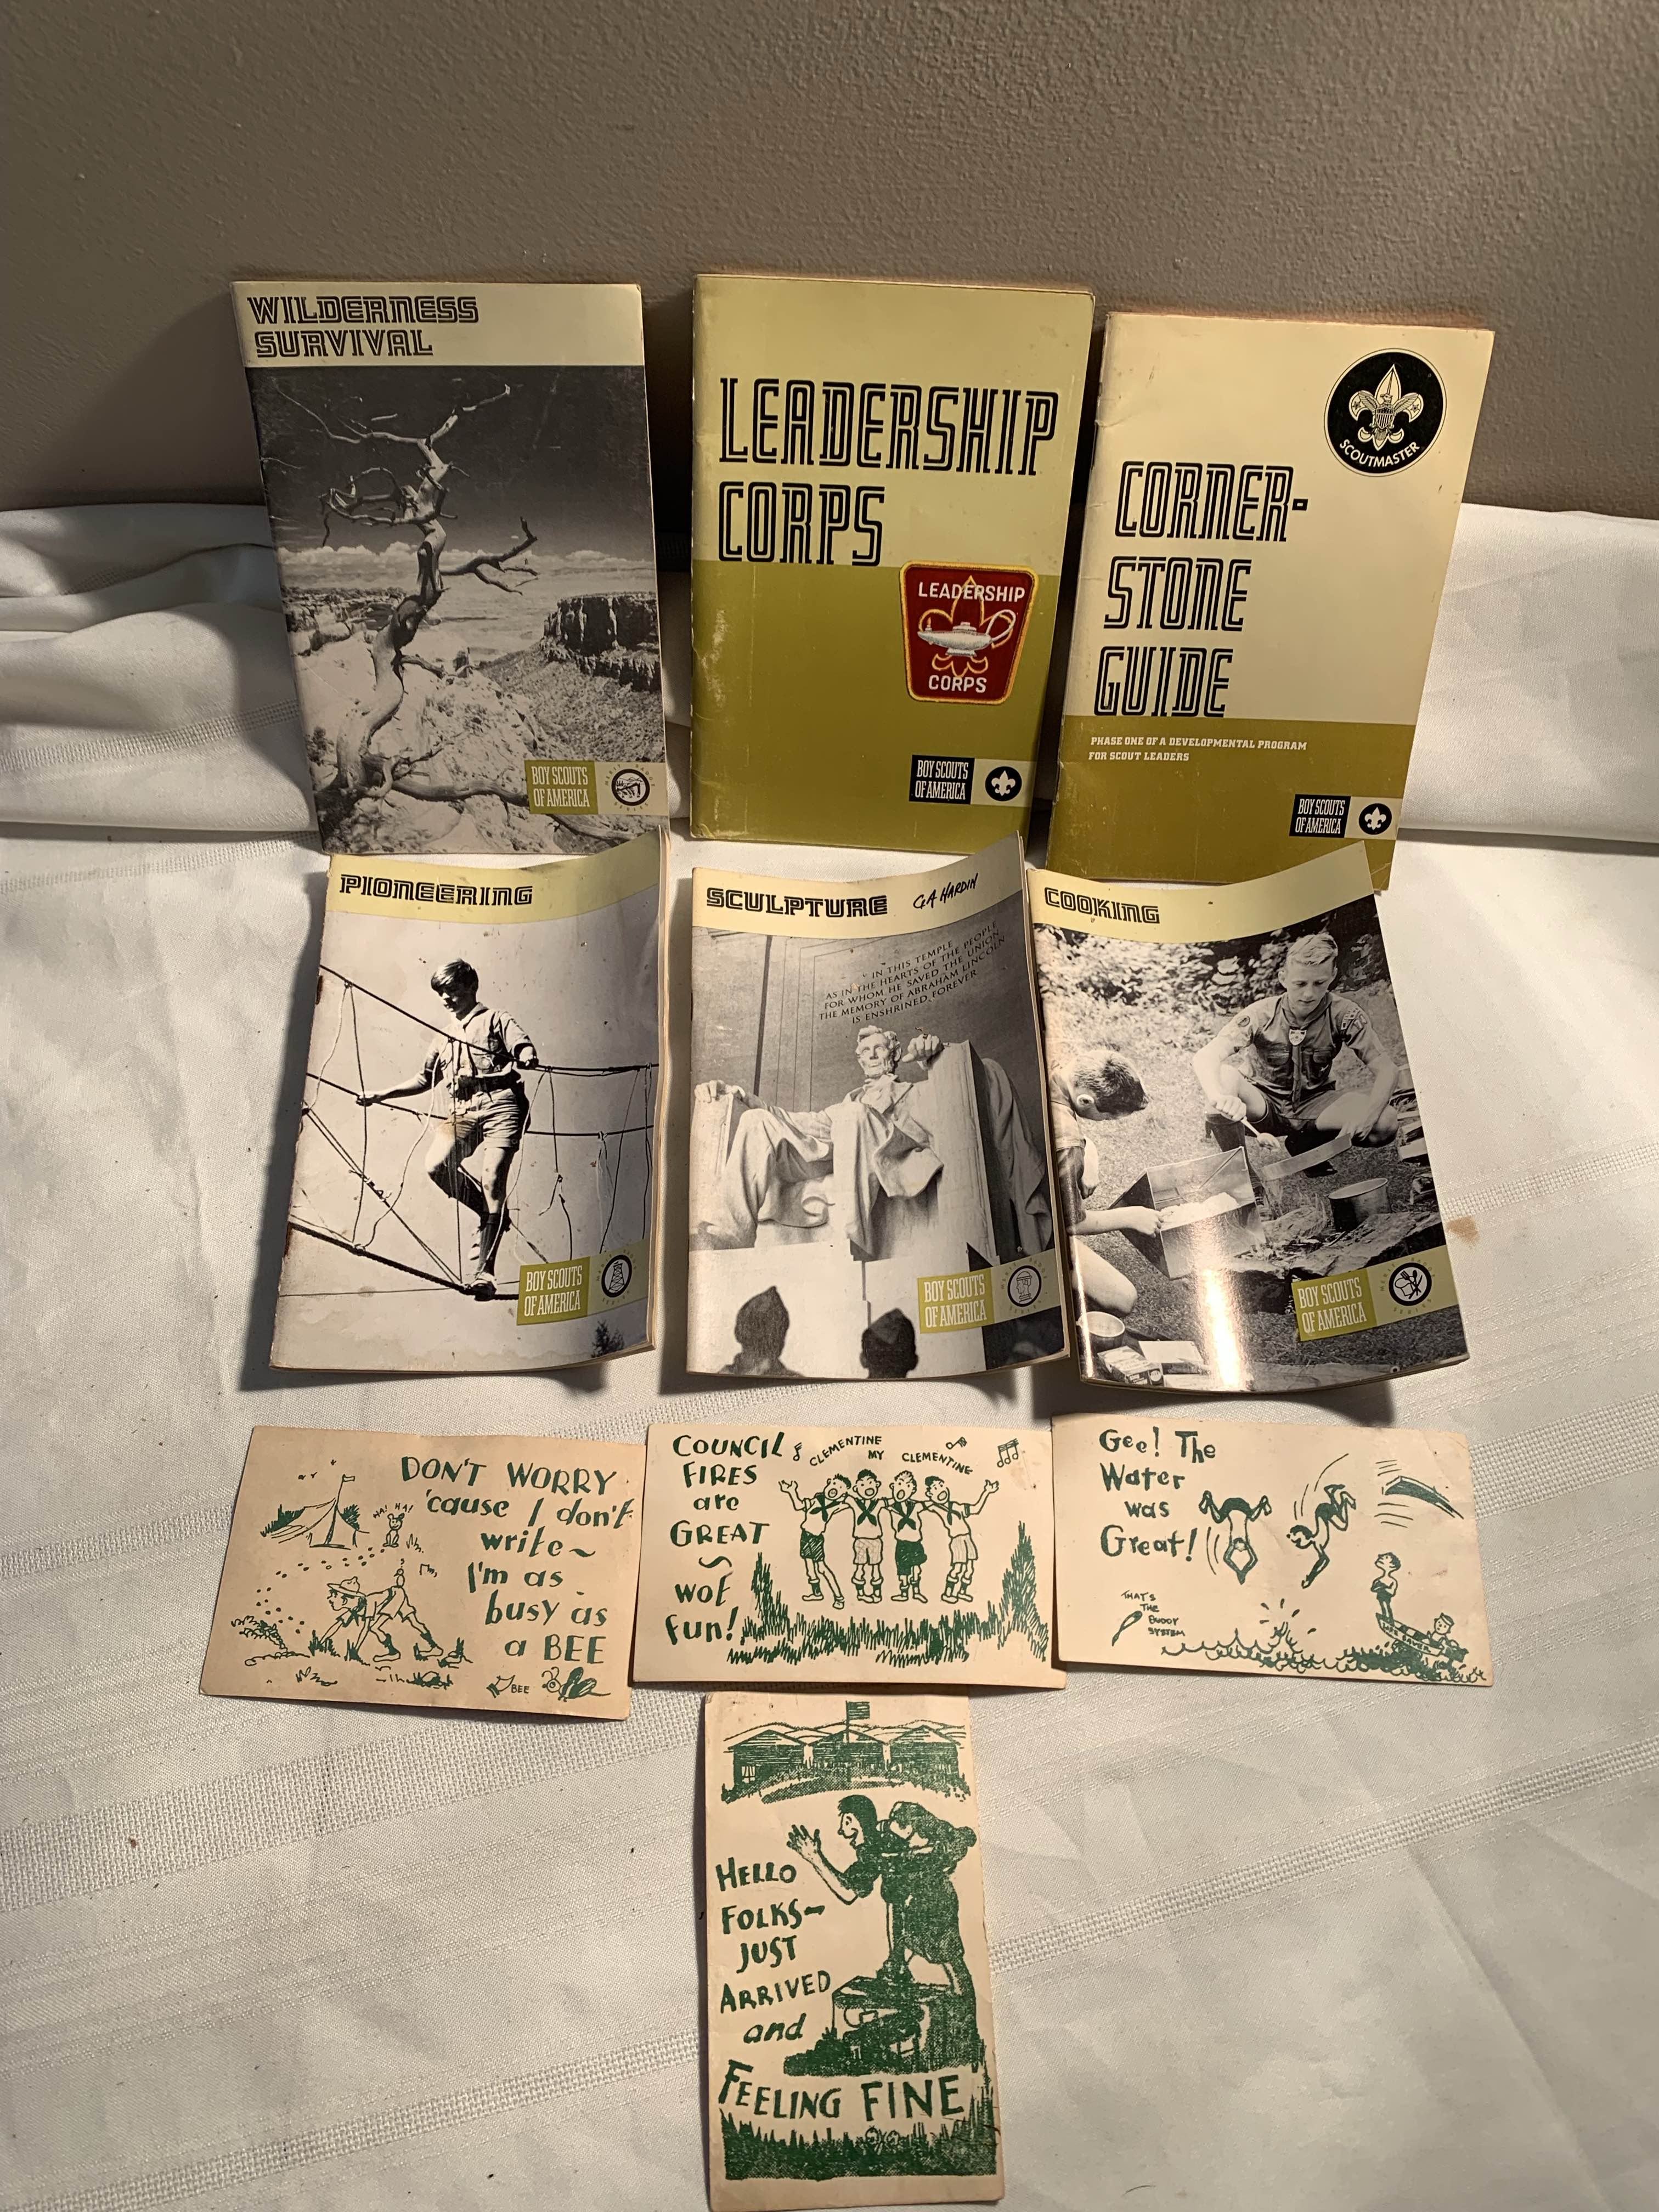 WILDERNESS
SURVIVAL
BOY SCOUTS
OF AMERICA
LEADERSHIP
CORPS
LEADERSHIP
CORPS
BOY SCOUTS
OF AMERICA
SCOUTMASTER
CORNER-
STONE
GUIDE
PHASE ONE OF A DEVELOPMENTAL PROGRAM
FOR SCOUT LEADERS
BOY SCOUTS
OF AMERICA
PIONEERING
BOY SCOUTS
OF AMERICA
SCULPTURE
G.A HARDIN
IN THIS TEMPLE
AS IN THE HEARTS OF THE PEOPLE
FOR WHOM HE SAVED THE UNION
THE MEMORY OF ABRAHAM LINCOLN
IS ENSHRINED FOREVER
BOY SCOUTS
OF AMERICA
COOKING
BOY SCOUTS
OF AMERICA
DON'T WORRY
'cause I don't
write~
I'm as
busy as
a BEE
HA! HA!
BEE
COUNCIL
FIRES
are
GREAT
~
wot
fun!
CLEMENTINE
MY
CLEMENTINE
Gee! The
Water
was
Great!
THAT'S
THE
BUDDY
SYSTEM
HELLO
FOLKS-
JUST
ARRIVED
and
FEELING FINE